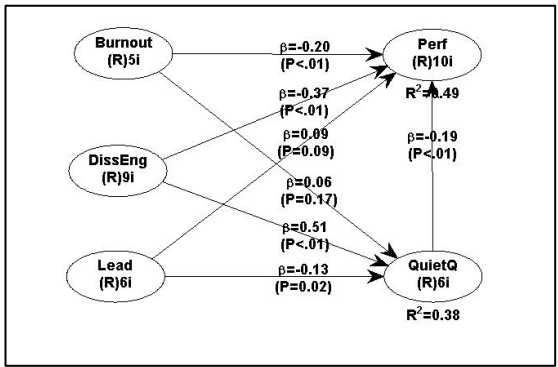 Burnout
(R)5i
β=-0.20
(P<.01)
Perf
(R)10i
R²=0.49
β=-0.37
(P<.01)
β=0.09
(P=0.09)
β=-0.19
(P<.01)
DissEng
(R)9i
β=0.06
(P=0.17)
β=0.51
(P<.01)
Lead
(R)6i
β=-0.13
(P=0.02)
QuietQ
(R)6i
R²=0.38